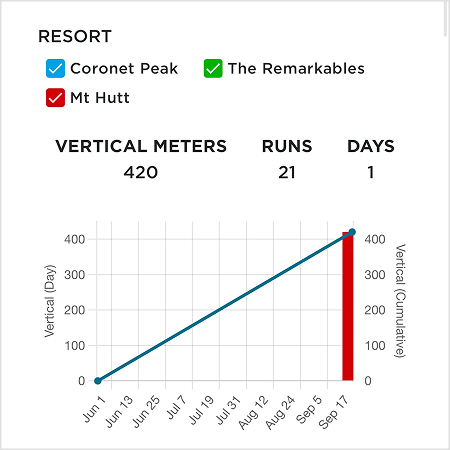 RESORT
Coronet Peak The Remarkables
Mt Hutt
VERTICAL METERS RUNS DAYS
420 21 1
400 400
300 300
200 200
100 100
0 0
Vertical (Day)
Vertical (Cumulative)
Jun 1 Jun 13 Jun 25 Jul 7 Jul 19 Jul 31 Aug 12 Aug 24 Sep 5 Sep 17